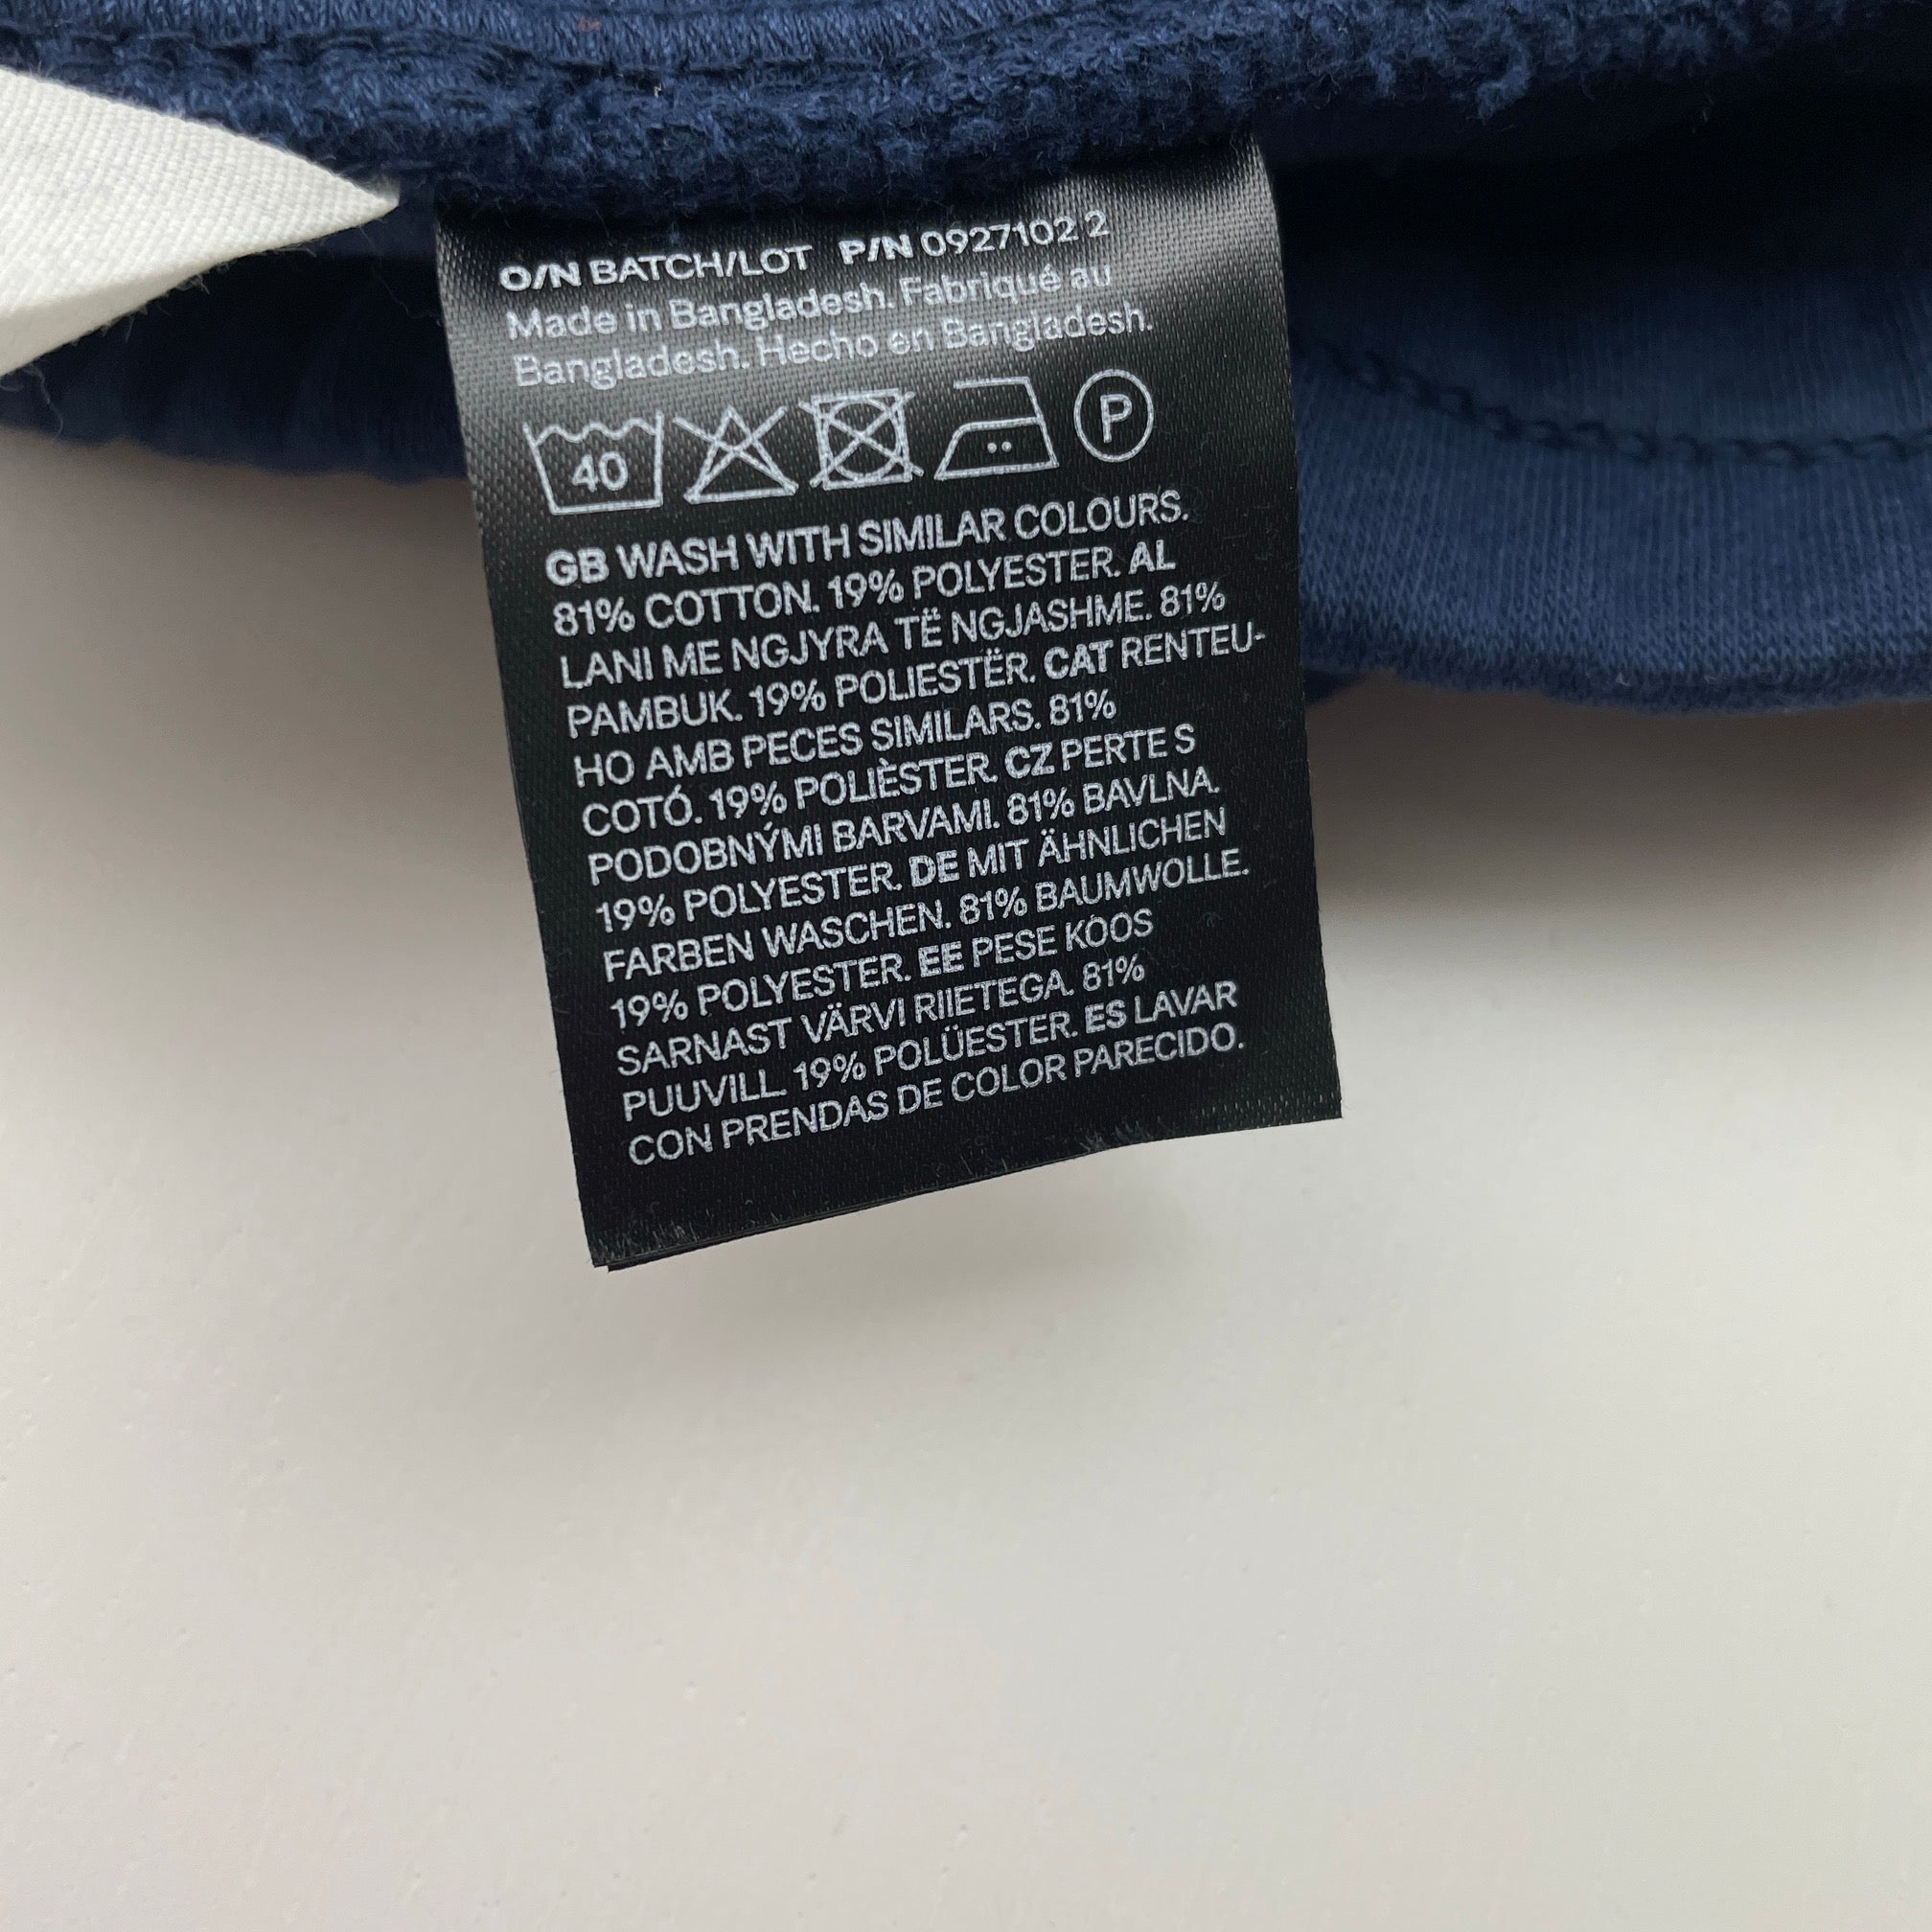 O/N BATCH/LOT P/N 0927102 2
Made in Bangladesh. Fabriqué au
Bangladesh. Hecho en Bangladesh.
40 P
GB WASH WITH SIMILAR COLOURS.
81% COTTON. 19% POLYESTER. AL
LANI ME NGJYRA TË NGJASHME. 81%
PAMBUK. 19% POLIESTËR. CAT RENTEU-
HO AMB PECES SIMILARS. 81%
COTÓ. 19% POLIÈSTER. CZ PERTE S
PODOBNÝMI BARVAMI. 81% BAVLNA.
19% POLYESTER. DE MIT ÄHNLICHEN
FARBEN WASCHEN. 81% BAUMWOLLE.
19% POLYESTER. EE PESE KOOS
SARNAST VÄRVI RIIETEGA. 81%
PUUVILL. 19% POLÜESTER. ES LAVAR
CON PRENDAS DE COLOR PARECIDO.